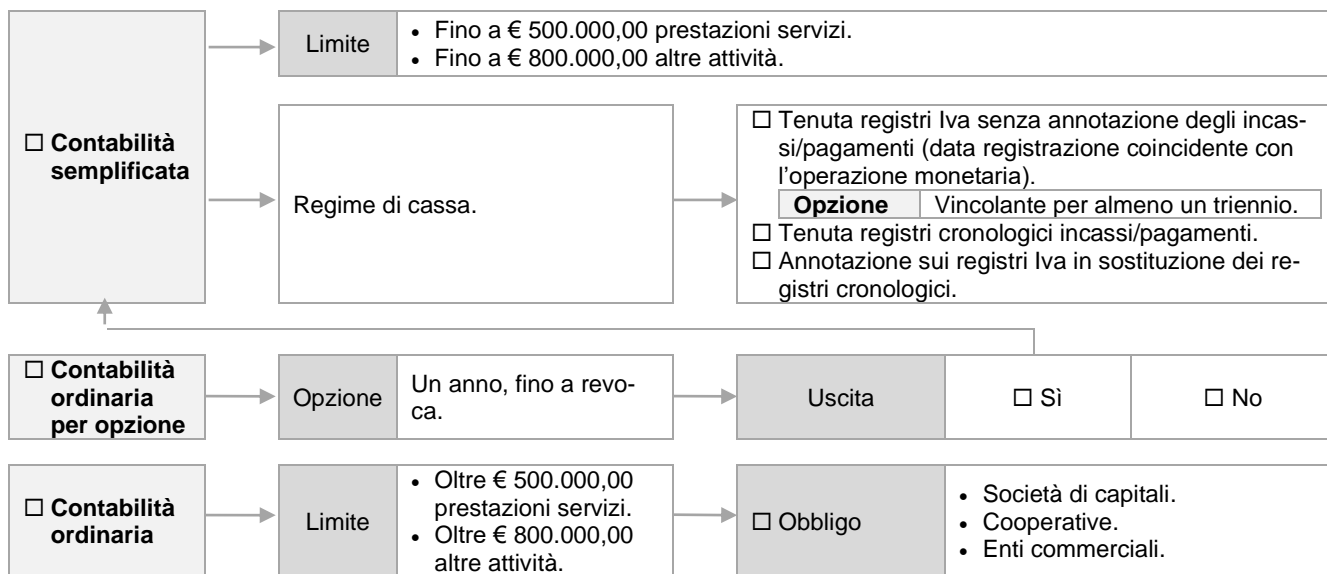 ☐ Contabilità
semplificata
Limite
• Fino a € 500.000,00 prestazioni servizi.
• Fino a € 800.000,00 altre attività.
Regime di cassa.
☐ Tenuta registri Iva senza annotazione degli incas-
si/pagamenti (data registrazione coincidente con
l'operazione monetaria).
Opzione Vincolante per almeno un triennio.
☐ Tenuta registri cronologici incassi/pagamenti.
☐ Annotazione sui registri Iva in sostituzione dei re-
gistri cronologici.
☐ Contabilità
ordinaria
per opzione
Opzione
Un anno, fino a revo-
ca.
Uscita
☐ Sì
☐ No
☐ Contabilità
ordinaria
Limite
• Oltre € 500.000,00
prestazioni servizi.
• Oltre € 800.000,00
altre attività.
☐ Obbligo
• Società di capitali.
• Cooperative.
• Enti commerciali.